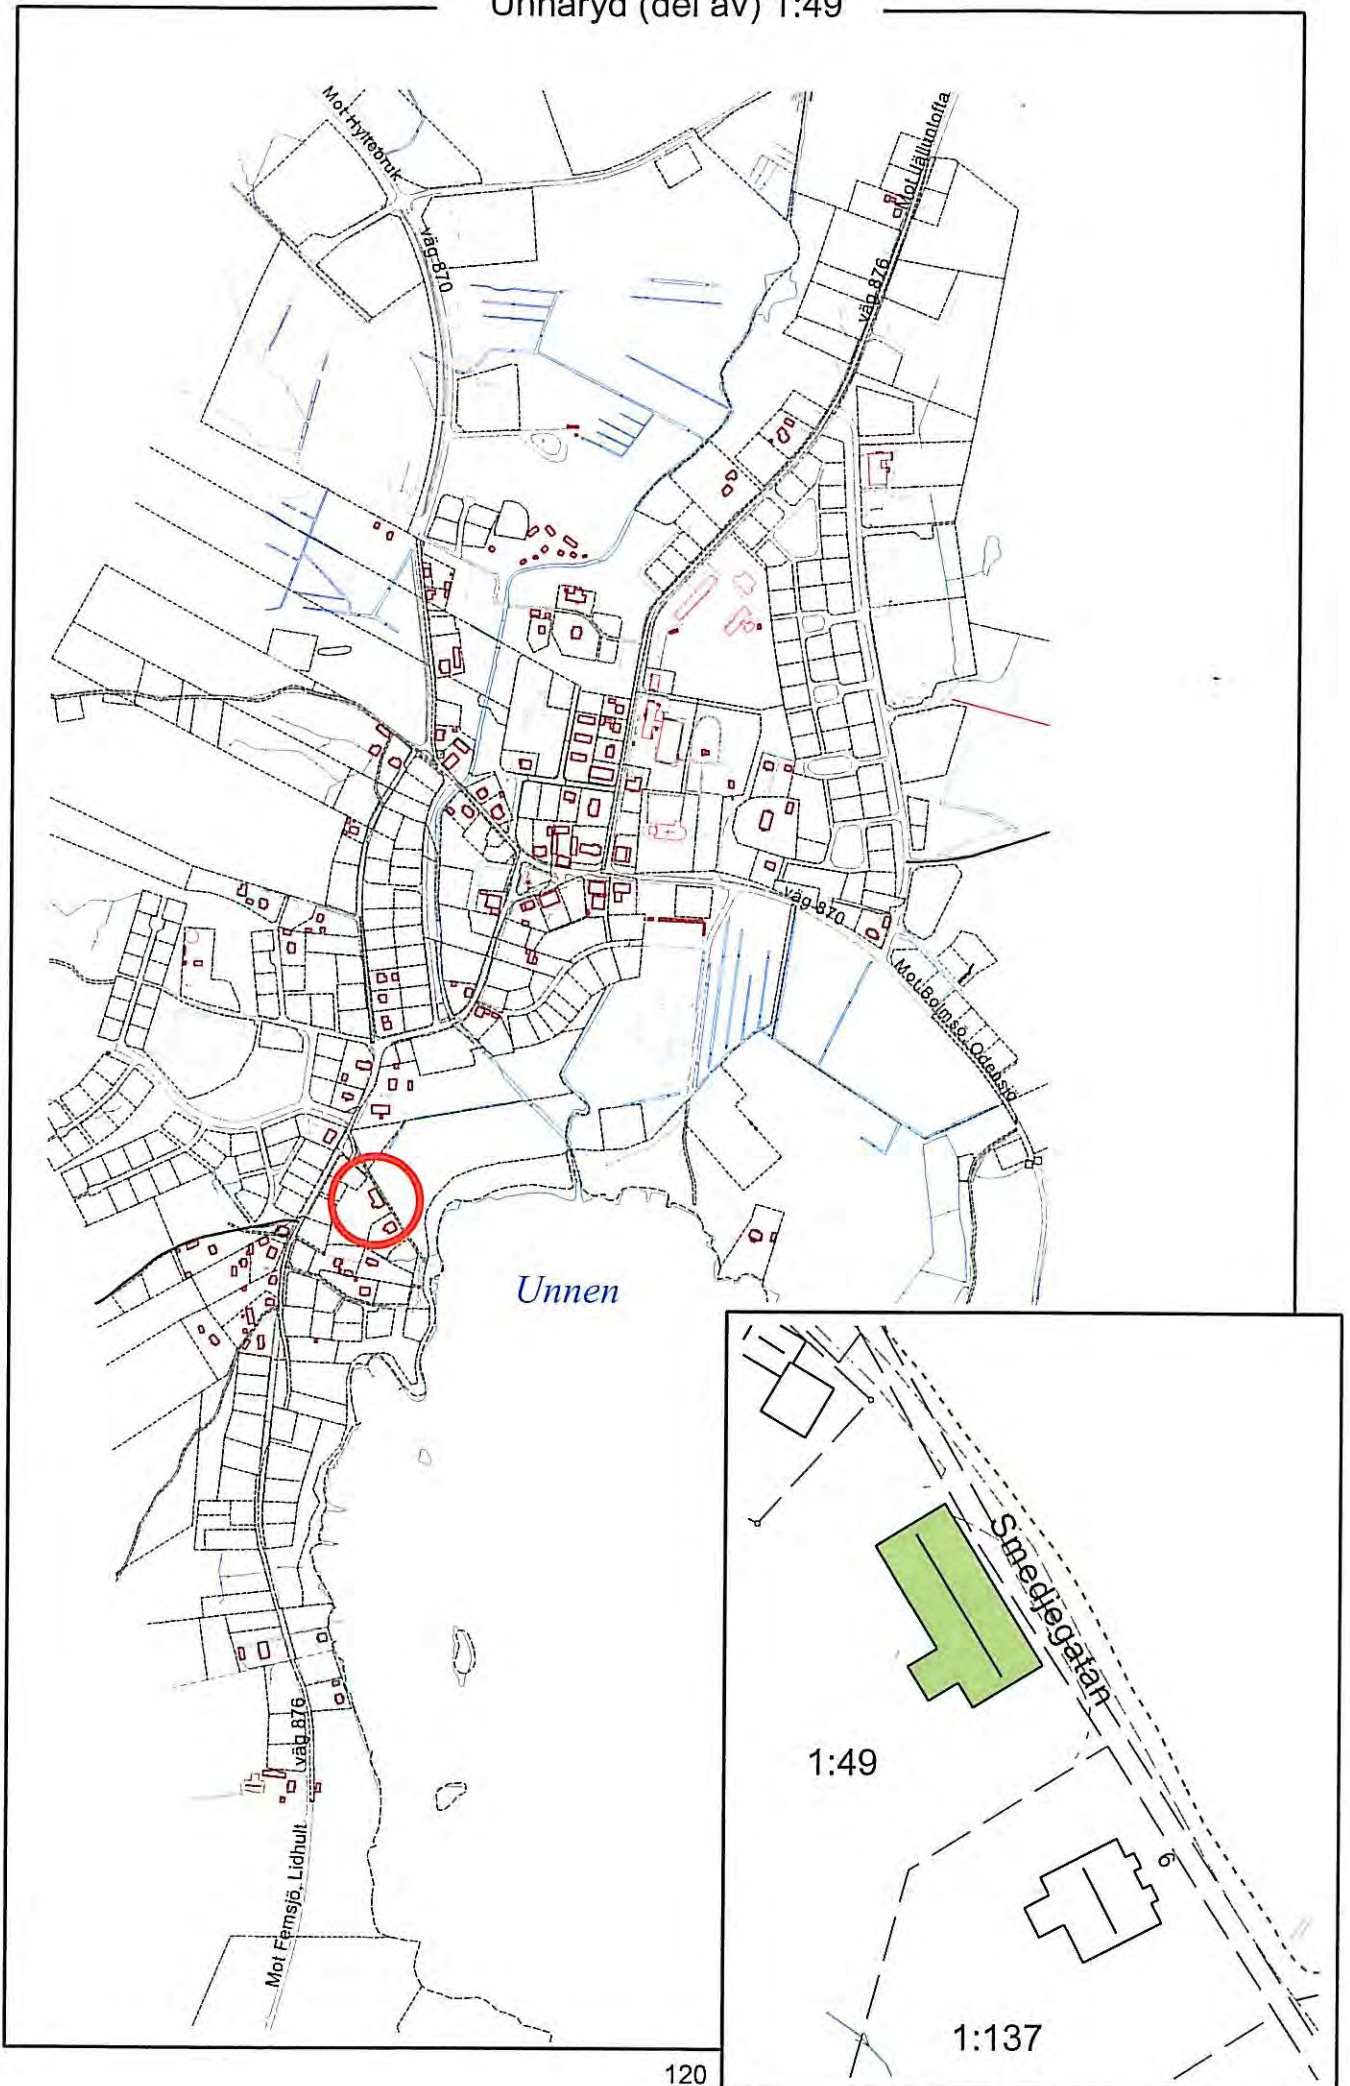 Unnaryd (del av) 1:49
Mot Hyltebruk
Mot Jälluntofta
väg 870
väg 876
väg 870
Mot Bolmsö, Odensjö
Unnen
Smedjegatan
1:49
6
väg 876
Mot Femsjö, Lidhult
1:137
120